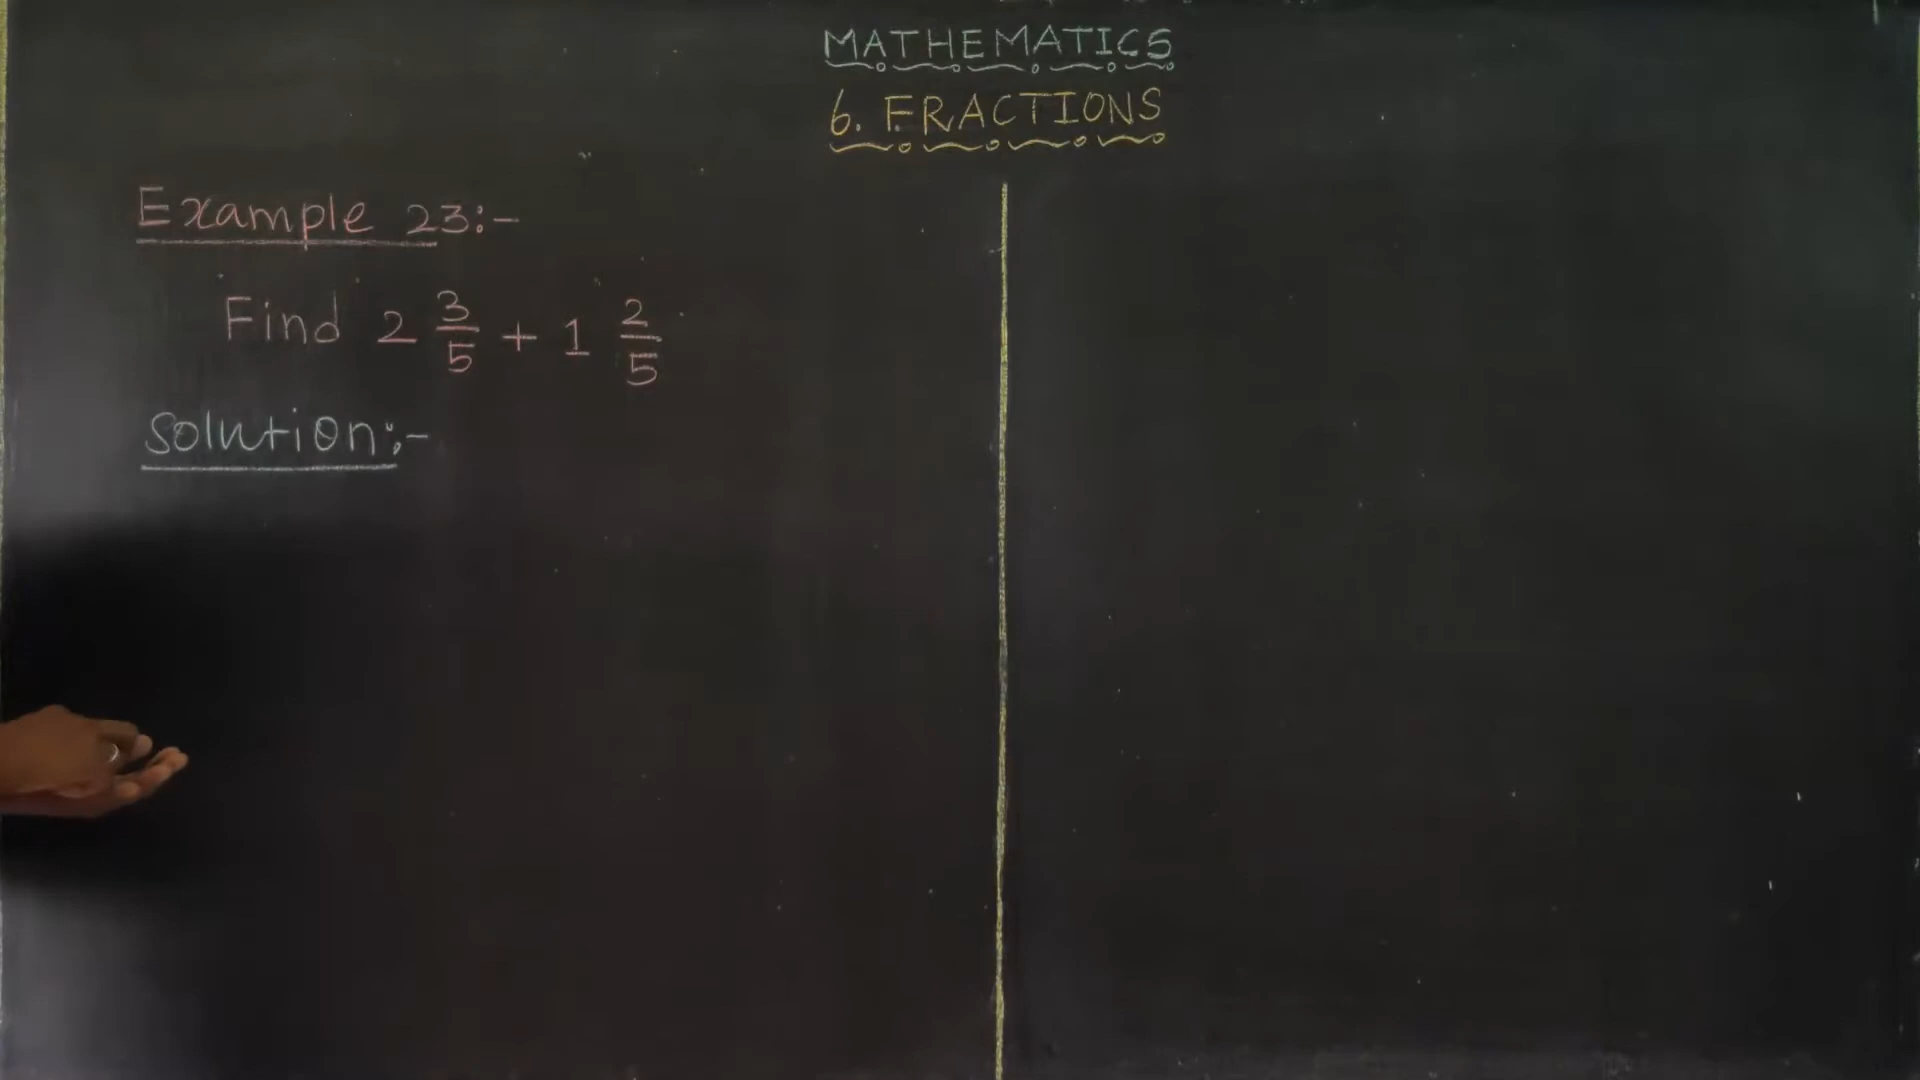 MATHEMATICS
6. FRACTIONS
Example 23:-
Find 2 3/5 + 1 2/5
Solution:-